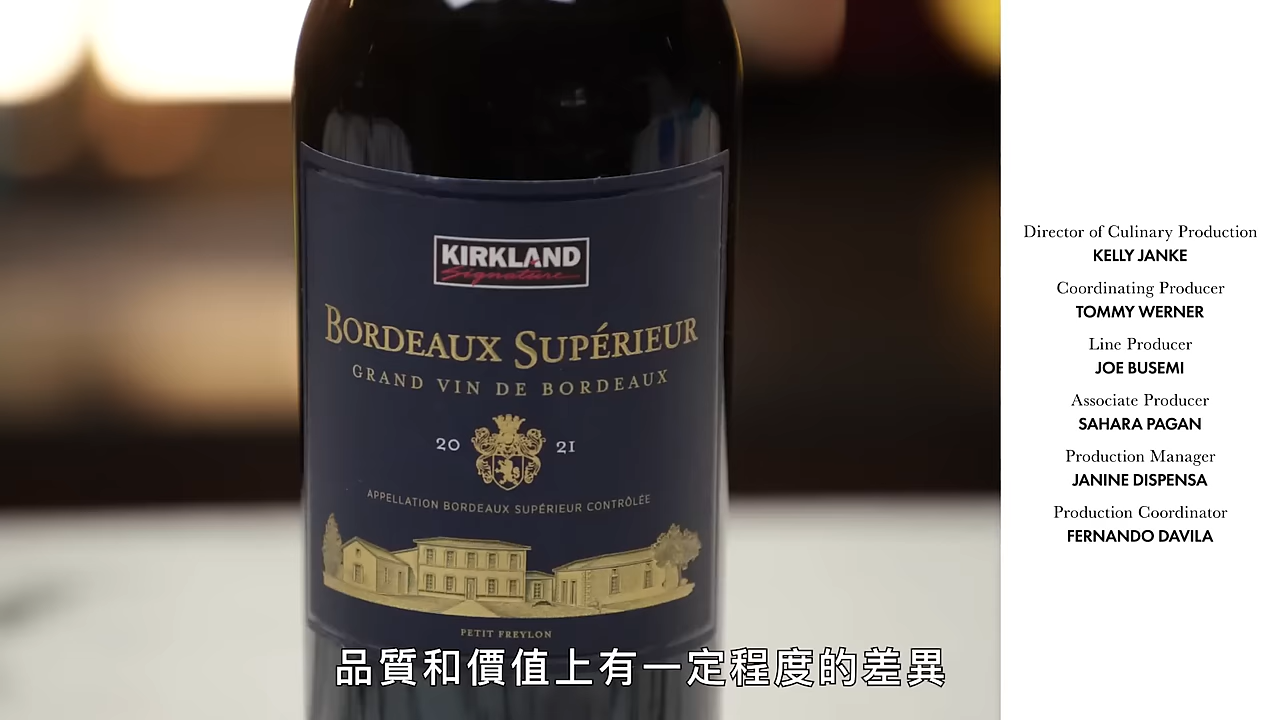 KIRKLAND
Signature
BORDEAUX SUPÉRIEUR
GRAND VIN DE BORDEAUX
20 21
APPELLATION BORDEAUX SUPÉRIEUR CONTRÔLÉE
PETIT FREYLON
品質和價值上有一定程度的差異
Director of Culinary Production
KELLY JANKE
Coordinating Producer
TOMMY WERNER
Line Producer
JOE BUSEMI
Associate Producer
SAHARA PAGAN
Production Manager
JANINE DISPENSA
Production Coordinator
FERNANDO DAVILA